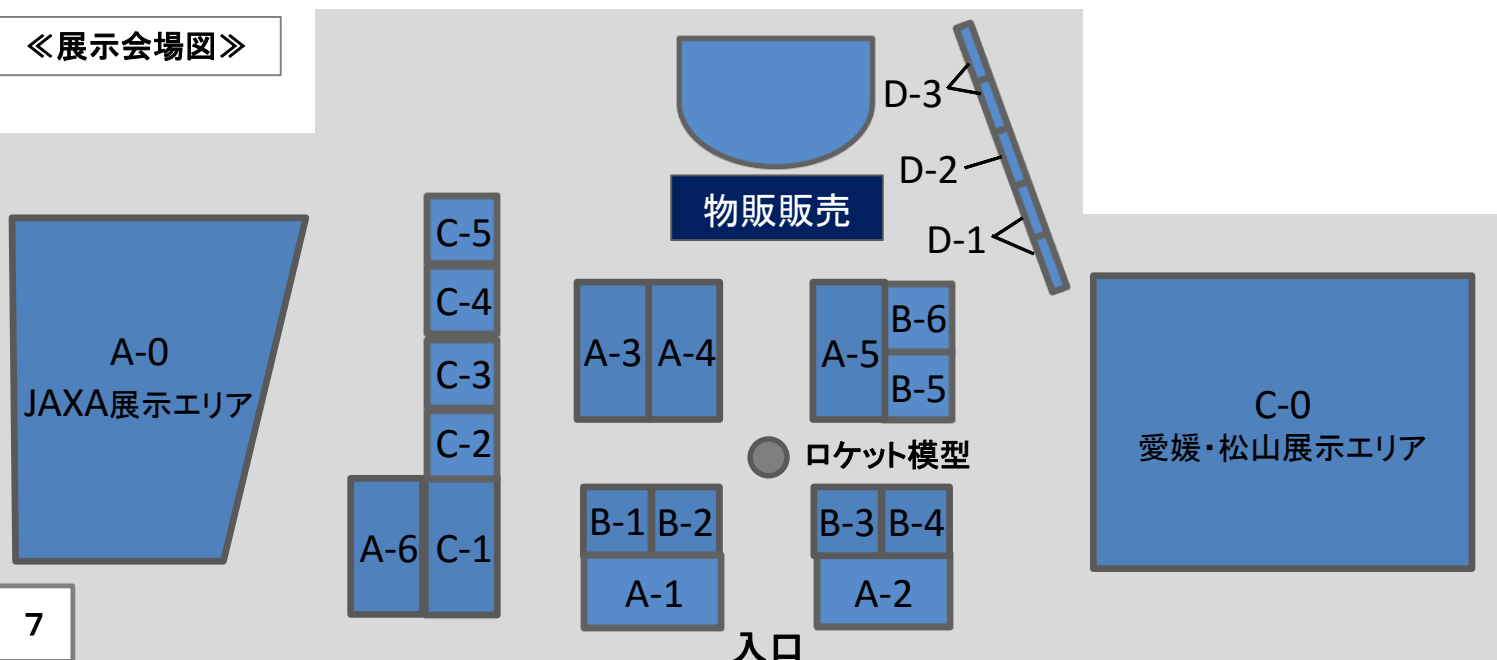 ≪展示会場図≫
D-3
D-2
物販販売
D-1
C-5
C-4
C-3
C-2
A-0
JAXA展示エリア
A-3
A-4
A-5
B-6
B-5
C-0
愛媛・松山展示エリア
ロケット模型
A-6
C-1
B-1
B-2
B-3
B-4
A-1
A-2
入口
7